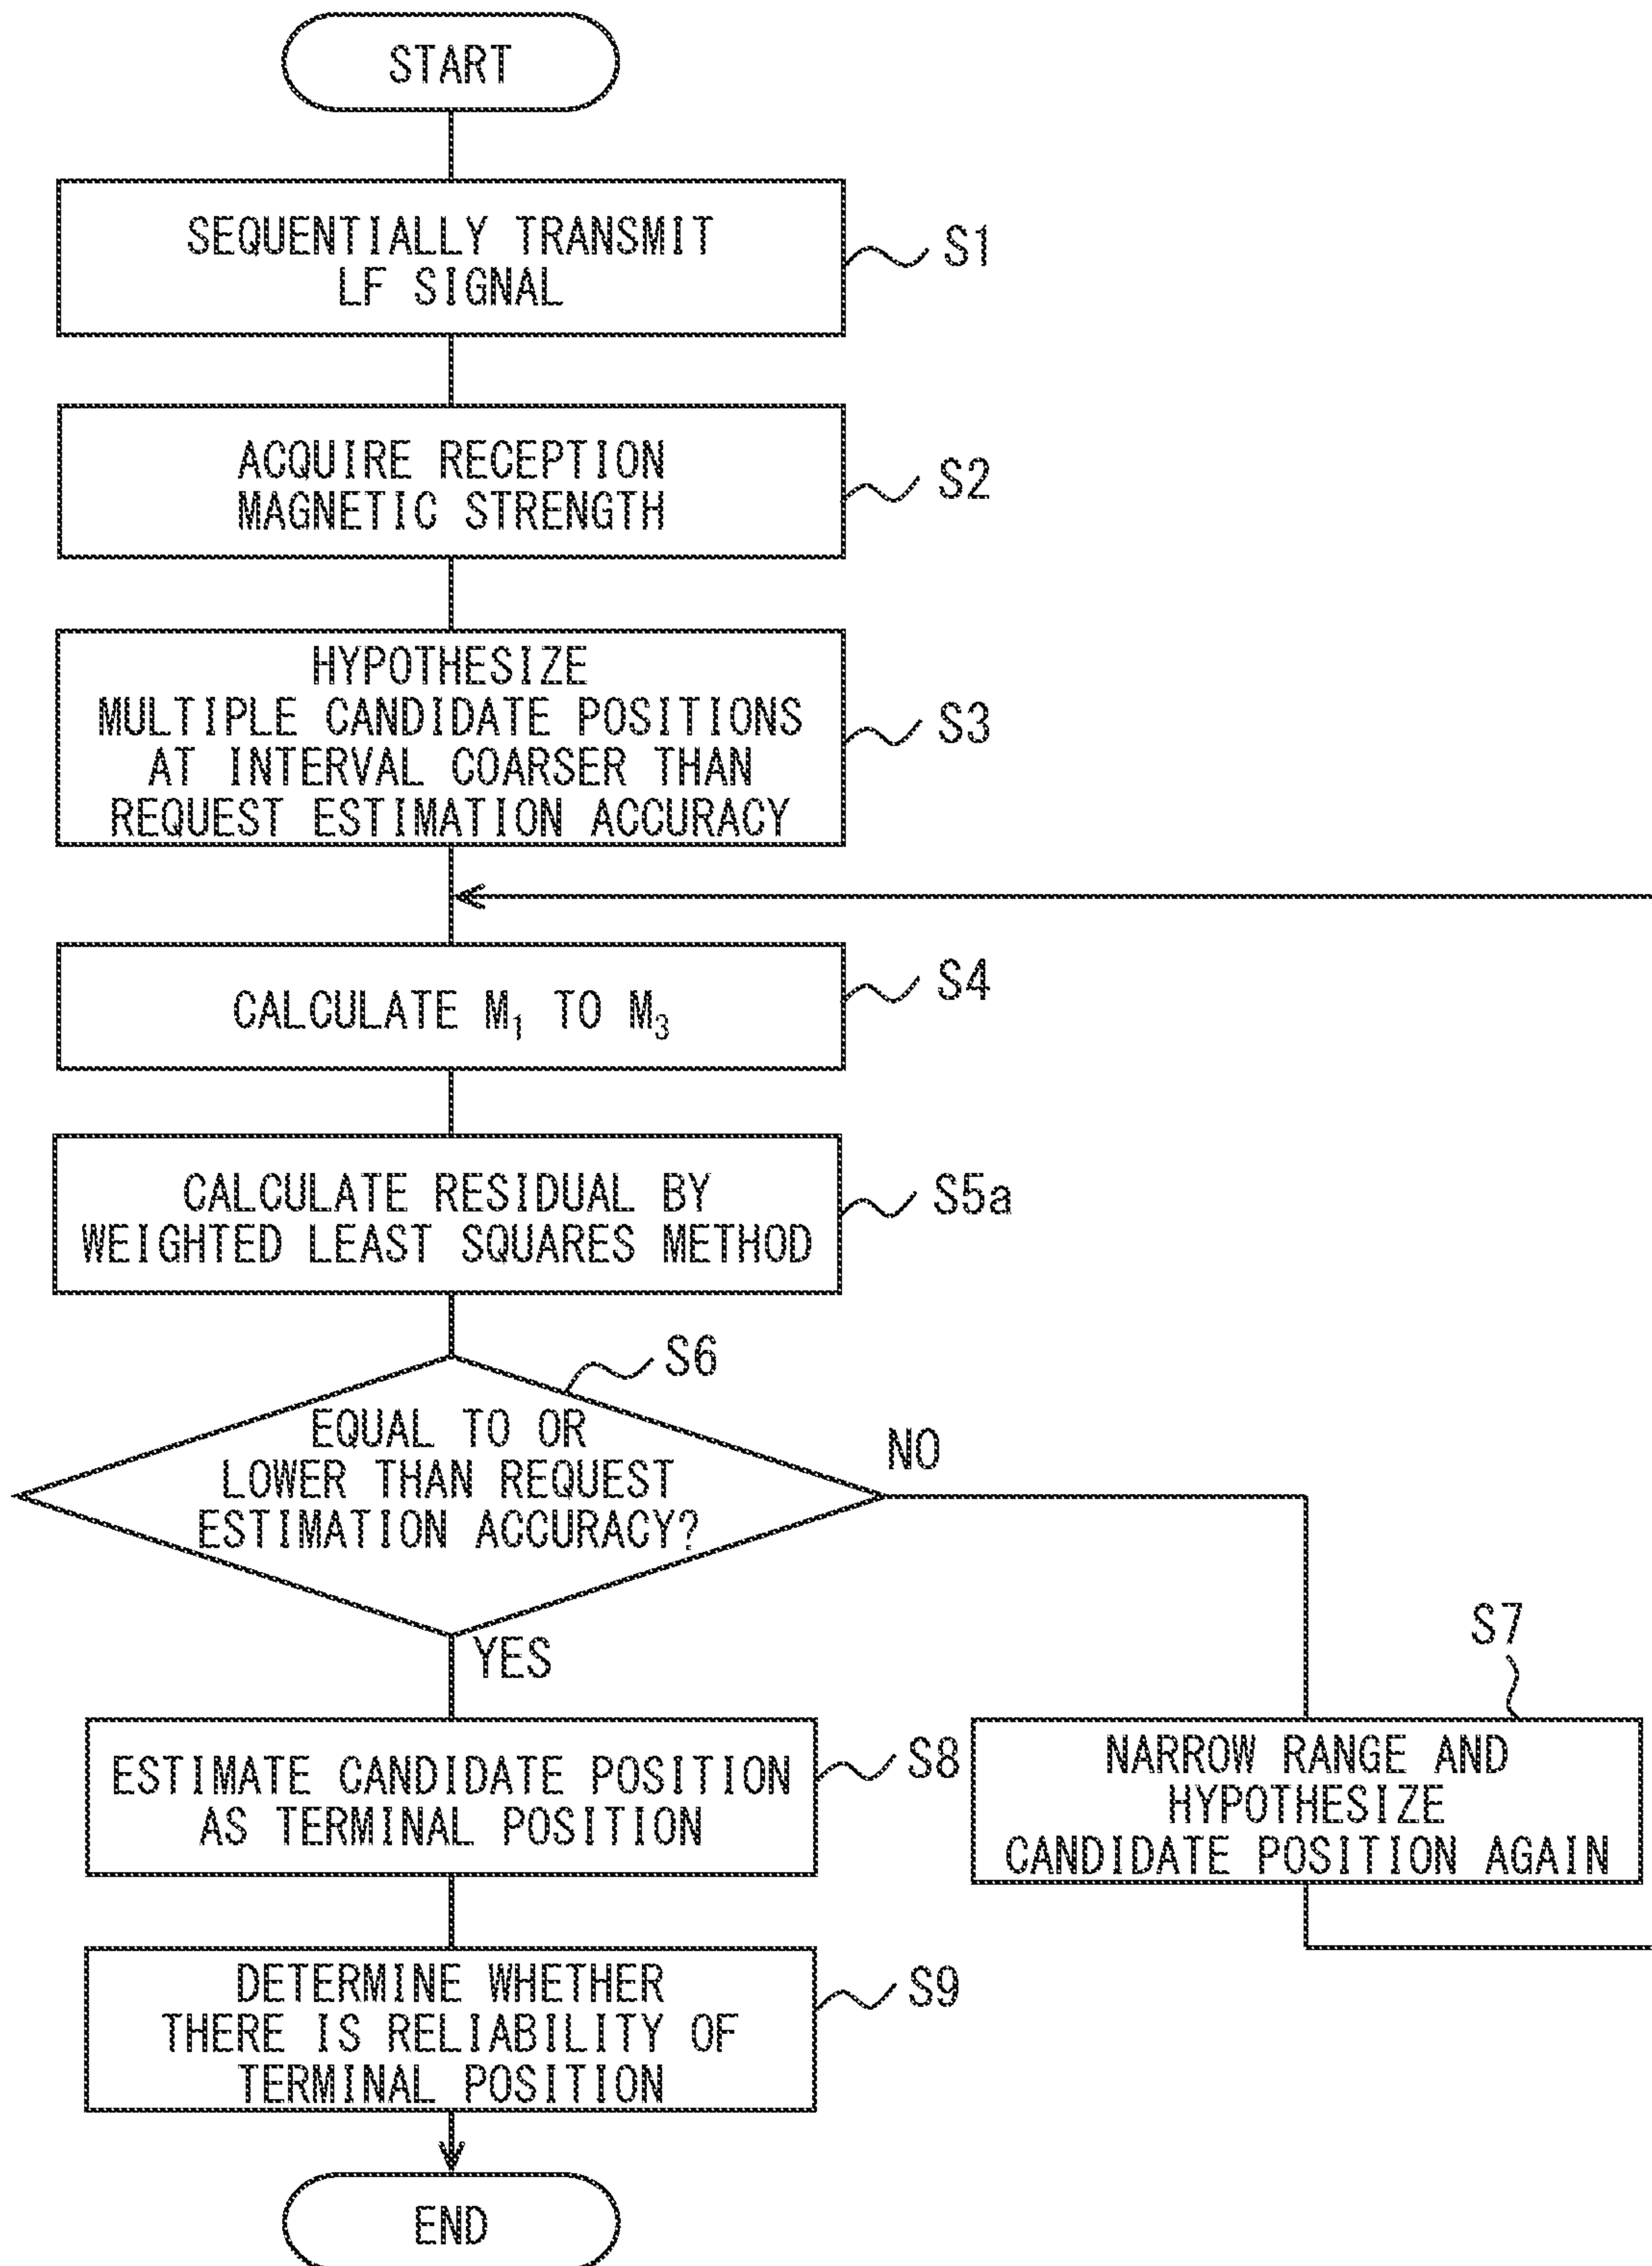 START
SEQUENTIALLY TRANSMIT
LF SIGNAL
S1
ACQUIRE RECEPTION
MAGNETIC STRENGTH
S2
HYPOTHESIZE
MULTIPLE CANDIDATE POSITIONS
AT INTERVAL COARSER THAN
REQUEST ESTIMATION ACCURACY
S3
CALCULATE M₁ TO M₃
S4
CALCULATE RESIDUAL BY
WEIGHTED LEAST SQUARES METHOD
S5a
S6
EQUAL TO OR
LOWER THAN REQUEST
ESTIMATION ACCURACY?
NO
YES
S7
NARROW RANGE AND
HYPOTHESIZE
CANDIDATE POSITION AGAIN
ESTIMATE CANDIDATE POSITION
AS TERMINAL POSITION
S8
DETERMINE WHETHER
THERE IS RELIABILITY OF
TERMINAL POSITION
S9
END